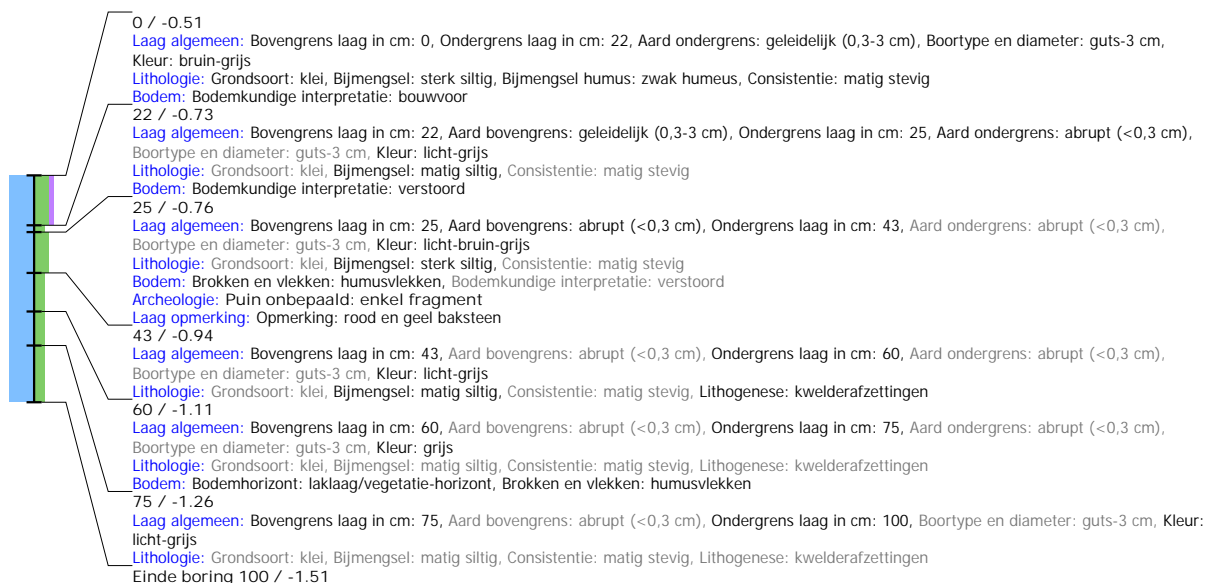 0 / -0.51
Laag algemeen: Bovengrens laag in cm: 0, Ondergrens laag in cm: 22, Aard ondergrens: geleidelijk (0,3-3 cm), Boortype en diameter: guts-3 cm,
Kleur: bruin-grijs
Lithologie: Grondsoort: klei, Bijmengsel: sterk siltig, Bijmengsel humus: zwak humeus, Consistentie: matig stevig
Bodem: Bodemkundige interpretatie: bouwvoor
22 / -0.73
Laag algemeen: Bovengrens laag in cm: 22, Aard bovengrens: geleidelijk (0,3-3 cm), Ondergrens laag in cm: 25, Aard ondergrens: abrupt (<0,3 cm),
Boortype en diameter: guts-3 cm, Kleur: licht-grijs
Lithologie: Grondsoort: klei, Bijmengsel: matig siltig, Consistentie: matig stevig
Bodem: Bodemkundige interpretatie: verstoord
25 / -0.76
Laag algemeen: Bovengrens laag in cm: 25, Aard bovengrens: abrupt (<0,3 cm), Ondergrens laag in cm: 43, Aard ondergrens: abrupt (<0,3 cm),
Boortype en diameter: guts-3 cm, Kleur: licht-bruin-grijs
Lithologie: Grondsoort: klei, Bijmengsel: sterk siltig, Consistentie: matig stevig
Bodem: Brokken en vlekken: humusvlekken, Bodemkundige interpretatie: verstoord
Archeologie: Puin onbepaald: enkel fragment
Laag opmerking: Opmerking: rood en geel baksteen
43 / -0.94
Laag algemeen: Bovengrens laag in cm: 43, Aard bovengrens: abrupt (<0,3 cm), Ondergrens laag in cm: 60, Aard ondergrens: abrupt (<0,3 cm),
Boortype en diameter: guts-3 cm, Kleur: licht-grijs
Lithologie: Grondsoort: klei, Bijmengsel: matig siltig, Consistentie: matig stevig, Lithogenese: kwelderafzettingen
60 / -1.11
Laag algemeen: Bovengrens laag in cm: 60, Aard bovengrens: abrupt (<0,3 cm), Ondergrens laag in cm: 75, Aard ondergrens: abrupt (<0,3 cm),
Boortype en diameter: guts-3 cm, Kleur: grijs
Lithologie: Grondsoort: klei, Bijmengsel: matig siltig, Consistentie: matig stevig, Lithogenese: kwelderafzettingen
Bodem: Bodemhorizont: laklaag/vegetatie-horizont, Brokken en vlekken: humusvlekken
75 / -1.26
Laag algemeen: Bovengrens laag in cm: 75, Aard bovengrens: abrupt (<0,3 cm), Ondergrens laag in cm: 100, Boortype en diameter: guts-3 cm, Kleur:
licht-grijs
Lithologie: Grondsoort: klei, Bijmengsel: matig siltig, Consistentie: matig stevig, Lithogenese: kwelderafzettingen
Einde boring 100 / -1.51